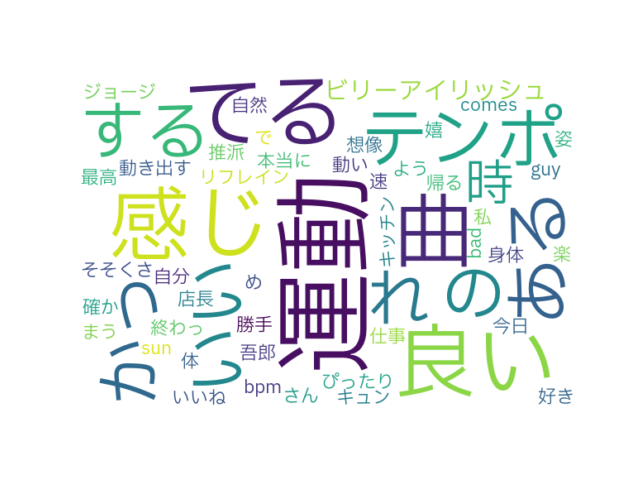 ジョージ
てる
自然
ビリーアイリッシュ
comes
する
テンポ
嬉
姿
で
推派
本当に
想像
動い
よう
guy
最高
動き出す
リフレイン
速
帰る
時
感じ
運動
キッチン
曲
私
bad
ある
身体
楽
そそくさ
自分
いい
め
れ
の
確か
かっ
店長
まう
終わっ
勝手
仕事
今日
sun
体
吾郎
良い
いいね
bpm
さん
ぴったり
キュン
好き